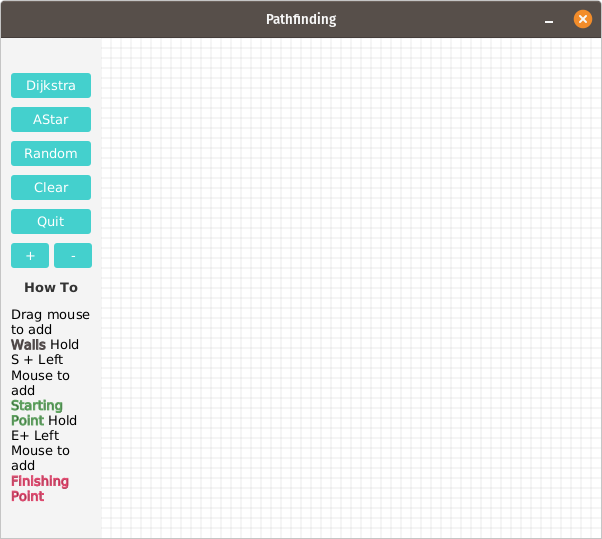 Pathfinding
Dijkstra
AStar
Random
Clear
Quit
+ -
How To
Drag mouse
to add
Walls Hold
S + Left
Mouse to
add
Starting
Point Hold
E+ Left
Mouse to
add
Finishing
Point